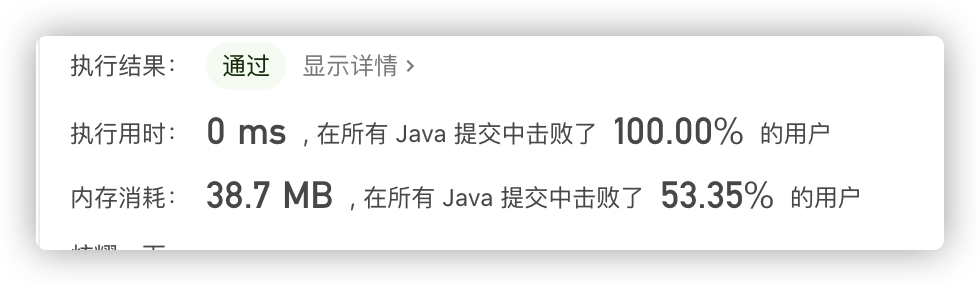 执行结果： 通过 显示详情 >
执行用时： 0 ms , 在所有 Java 提交中击败了 100.00% 的用户
内存消耗： 38.7 MB , 在所有 Java 提交中击败了 53.35% 的用户